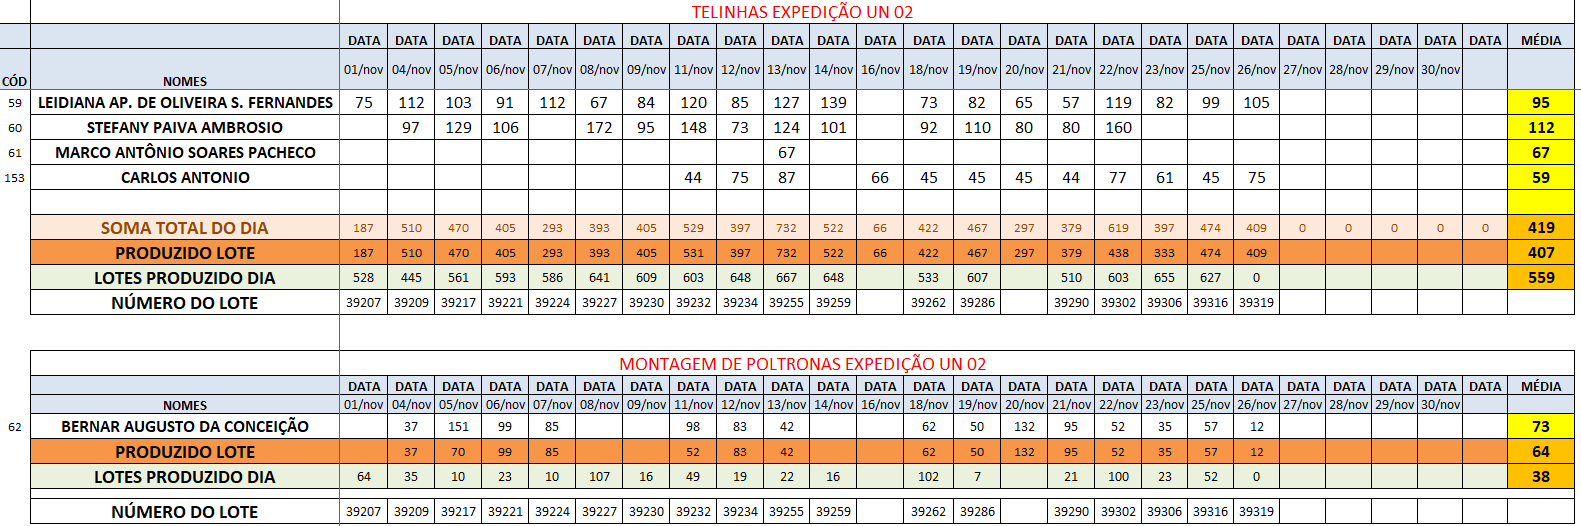 TELINHAS EXPEDIÇÃO UN 02
DATA DATA DATA DATA DATA DATA DATA DATA DATA DATA DATA DATA DATA DATA DATA DATA DATA DATA DATA DATA DATA DATA DATA DATA DATA MÉDIA
CÓD NOMES 01/nov 04/nov 05/nov 06/nov 07/nov 08/nov 09/nov 11/nov 12/nov 13/nov 14/nov 16/nov 18/nov 19/nov 20/nov 21/nov 22/nov 23/nov 25/nov 26/nov 27/nov 28/nov 29/nov 30/nov
59 LEIDIANA AP. DE OLIVEIRA S. FERNANDES 75 112 103 91 112 67 84 120 85 127 139 73 82 65 57 119 82 99 105 95
60 STEFANY PAIVA AMBROSIO 97 129 106 172 95 148 73 124 101 92 110 80 80 160 112
61 MARCO ANTÔNIO SOARES PACHECO 67 67
153 CARLOS ANTONIO 44 75 87 66 45 45 45 44 77 61 45 75 59
SOMA TOTAL DO DIA 187 510 470 405 293 393 405 529 397 732 522 66 422 467 297 379 619 397 474 409 0 0 0 0 0 419
PRODUZIDO LOTE 187 510 470 405 293 393 405 531 397 732 522 66 422 467 297 379 438 333 474 409 407
LOTES PRODUZIDO DIA 528 445 561 593 586 641 609 603 648 667 648 533 607 510 603 655 627 0 559
NÚMERO DO LOTE 39207 39209 39217 39221 39224 39227 39230 39232 39234 39255 39259 39262 39286 39290 39302 39306 39316 39319
MONTAGEM DE POLTRONAS EXPEDIÇÃO UN 02
DATA DATA DATA DATA DATA DATA DATA DATA DATA DATA DATA DATA DATA DATA DATA DATA DATA DATA DATA DATA DATA DATA DATA DATA DATA MÉDIA
NOMES 01/nov 04/nov 05/nov 06/nov 07/nov 08/nov 09/nov 11/nov 12/nov 13/nov 14/nov 16/nov 18/nov 19/nov 20/nov 21/nov 22/nov 23/nov 25/nov 26/nov 27/nov 28/nov 29/nov 30/nov
62 BERNAR AUGUSTO DA CONCEIÇÃO 37 151 99 85 98 83 42 62 50 132 95 52 35 57 12 73
PRODUZIDO LOTE 37 70 99 85 52 83 42 62 50 132 95 52 35 57 12 64
LOTES PRODUZIDO DIA 64 35 10 23 10 107 16 49 19 22 16 102 7 21 100 23 52 0 38
NÚMERO DO LOTE 39207 39209 39217 39221 39224 39227 39230 39232 39234 39255 39259 39262 39286 39290 39302 39306 39316 39319